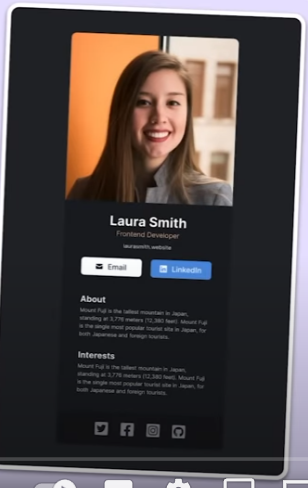 Laura Smith
Frontend Developer
laurasmith.website
Email
LinkedIn
About
Mount Fuji is the tallest mountain in Japan,
standing at 3,776 meters (12,380 feet). Mount Fuji
is the single most popular tourist site in Japan, for
both Japanese and foreign tourists.
Interests
Mount Fuji is the tallest mountain in Japan,
standing at 3,776 meters (12,380 feet). Mount Fuji
is the single most popular tourist site in Japan, for
both Japanese and foreign tourists.